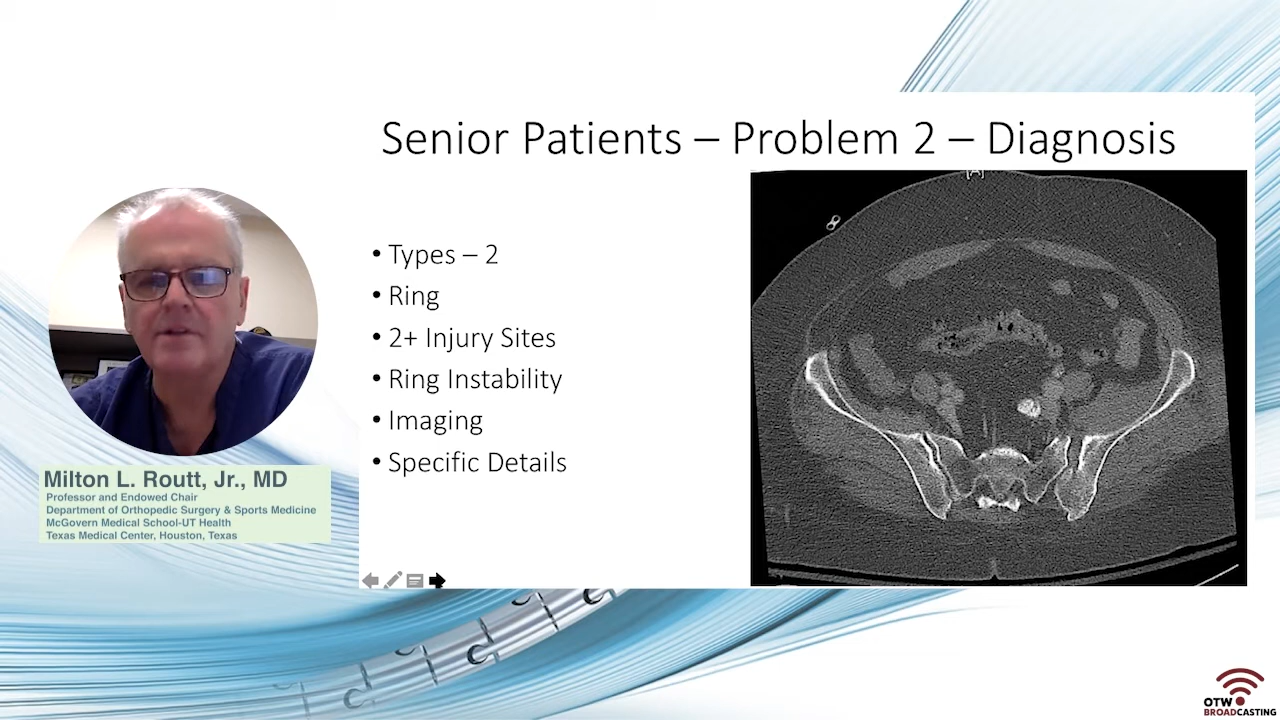 Senior Patients – Problem 2 – Diagnosis
[A]
• Types – 2
• Ring
• 2+ Injury Sites
• Ring Instability
• Imaging
• Specific Details
Milton L. Routt, Jr., MD
Professor and Endowed Chair
Department of Orthopedic Surgery & Sports Medicine
McGovern Medical School-UT Health
Texas Medical Center, Houston, Texas
OTW
BROADCASTING